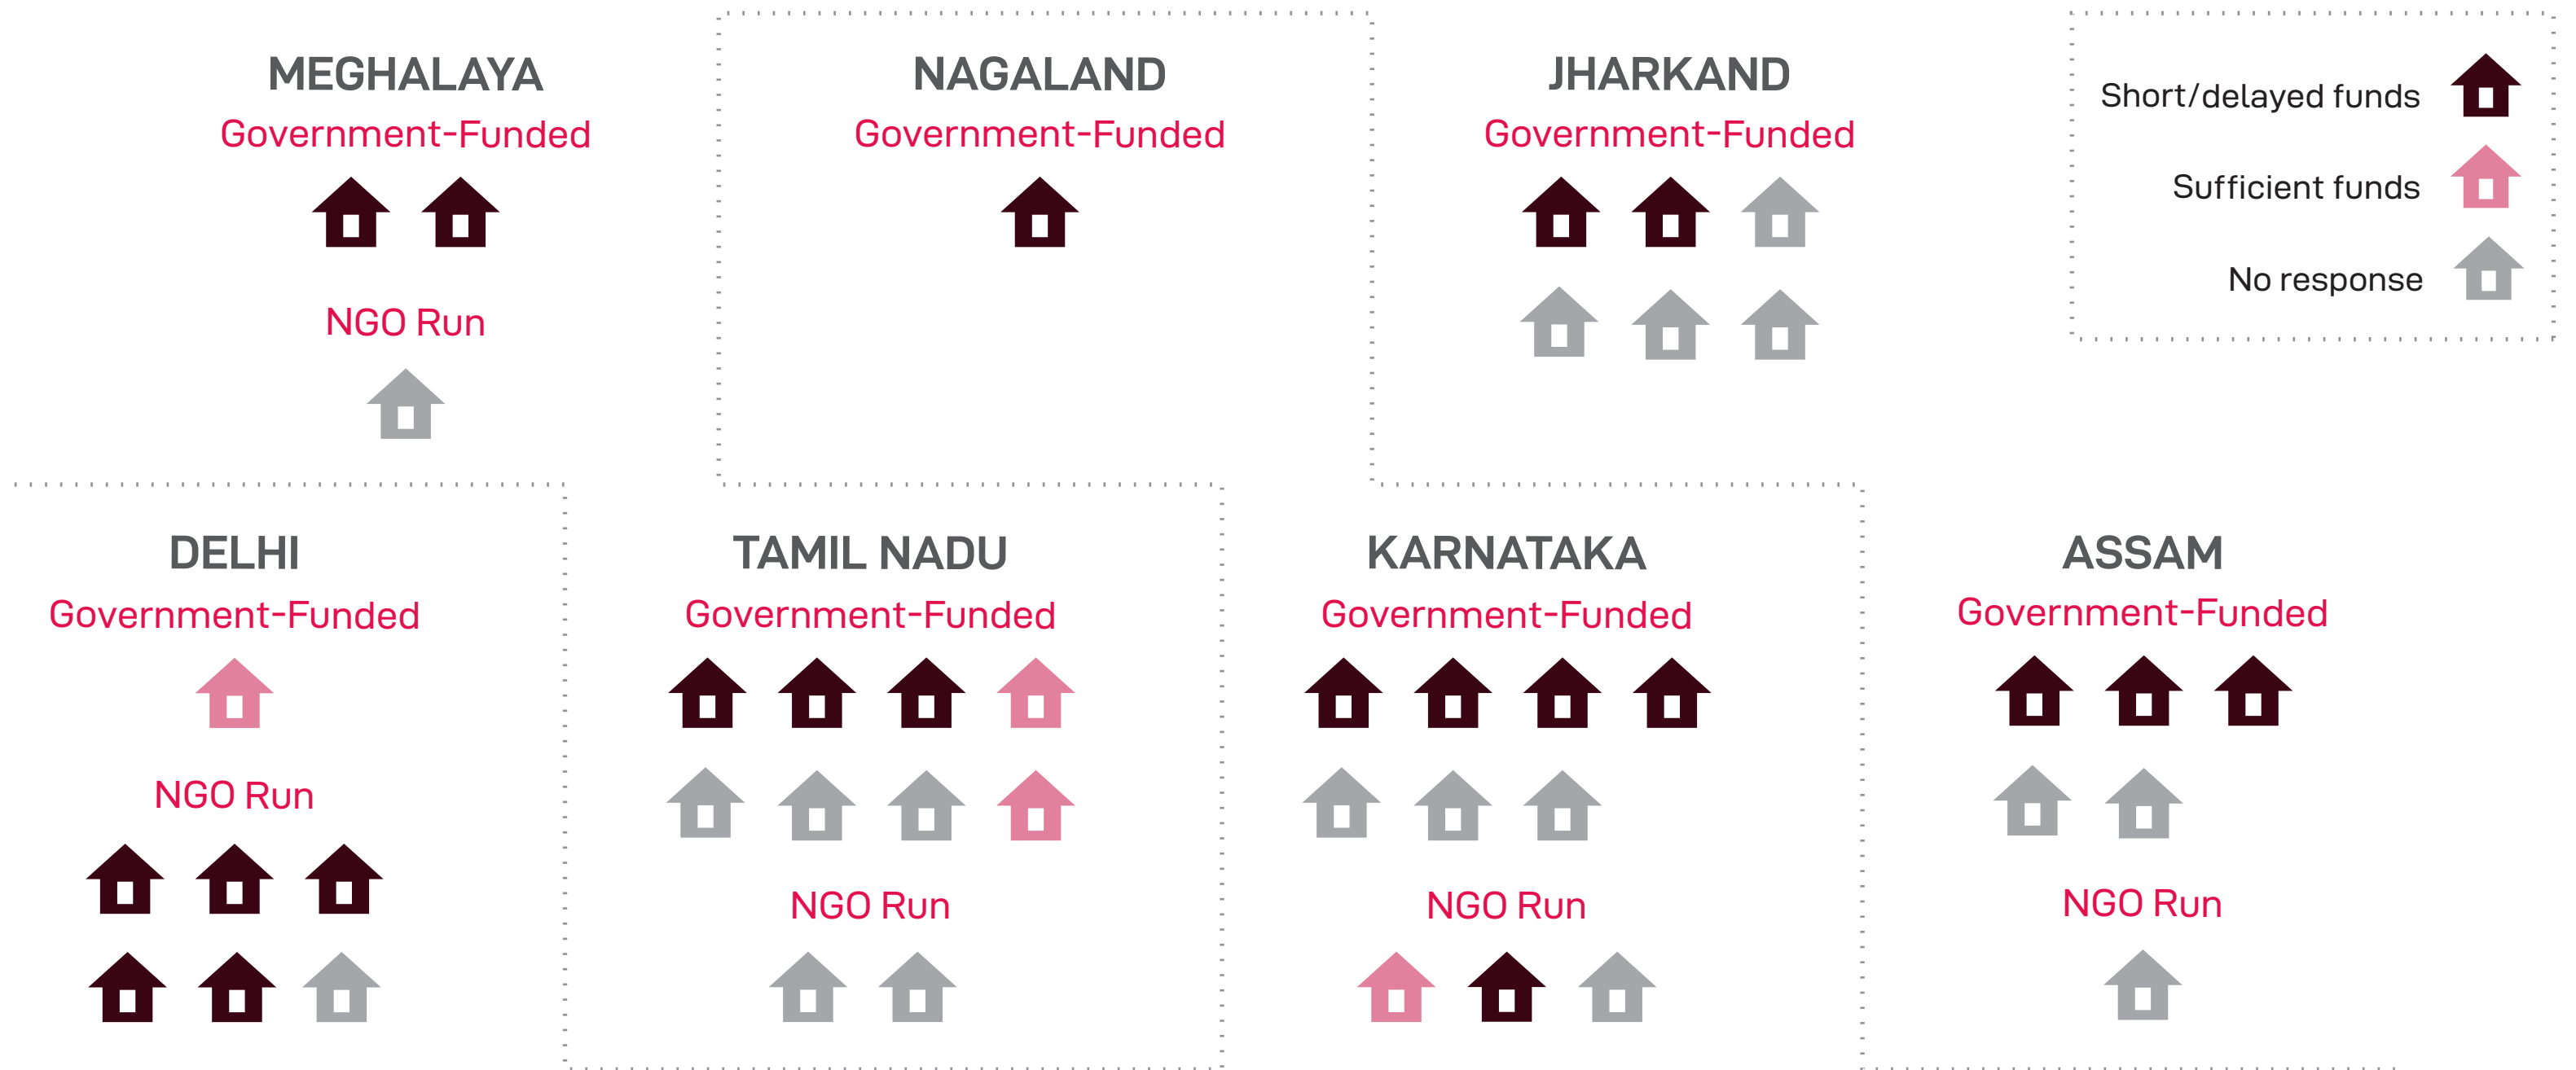 MEGHALAYA
Government-Funded
NGO Run
NAGALAND
Government-Funded
JHARKAND
Government-Funded
Short/delayed funds
Sufficient funds
No response
DELHI
Government-Funded
NGO Run
TAMIL NADU
Government-Funded
NGO Run
KARNATAKA
Government-Funded
NGO Run
ASSAM
Government-Funded
NGO Run